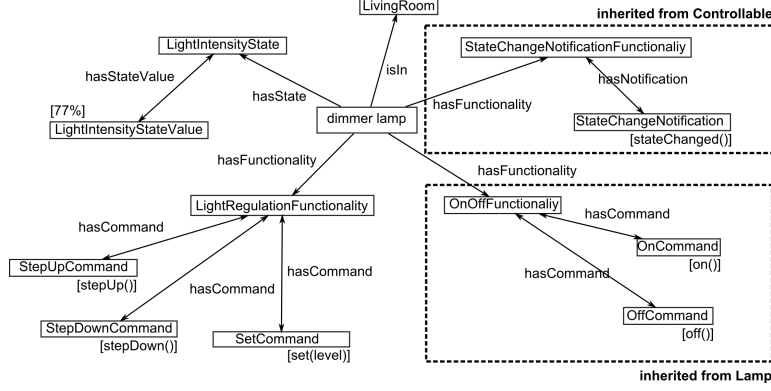 LivingRoom
inherited from Controllable
LightIntensityState
StateChangeNotificationFunctionaliy
isIn
hasStateValue
hasNotification
hasState
hasFunctionality
[77%]
LightIntensityStateValue
dimmer lamp
StateChangeNotification
[stateChanged()]
hasFunctionality
hasFunctionality
LightRegulationFunctionality
OnOffFunctionaliy
hasCommand
hasCommand
OnCommand
[on()]
StepUpCommand
[stepUp()]
hasCommand
hasCommand
hasCommand
StepDownCommand
[stepDown()]
SetCommand
[set(level)]
OffCommand
[off()]
inherited from Lamp